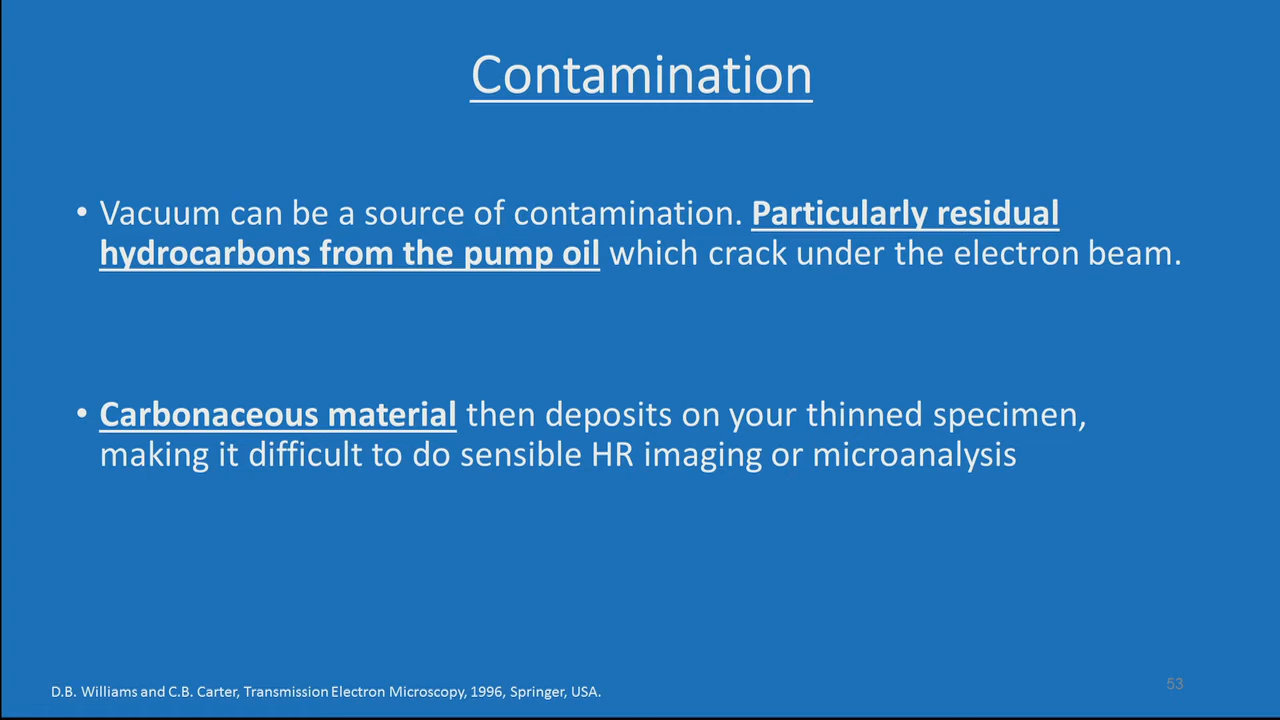 Contamination
• Vacuum can be a source of contamination. Particularly residual
hydrocarbons from the pump oil which crack under the electron beam.
• Carbonaceous material then deposits on your thinned specimen,
making it difficult to do sensible HR imaging or microanalysis
D.B. Williams and C.B. Carter, Transmission Electron Microscopy, 1996, Springer, USA.
53